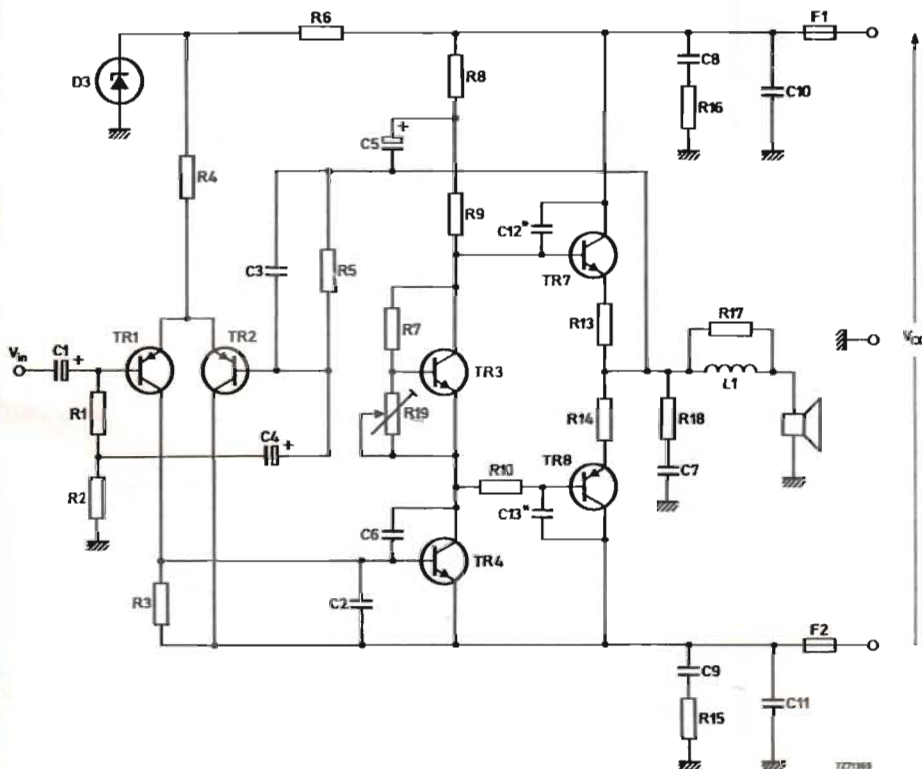 R6
F1
D3
R8
C8
C10
R16
C5
+
R4
R9
C12*
C3
R5
TR7
R17
R7
R13
Vin
C1
+
TR1
TR2
TR3
L1
R19
R14
R18
R1
C4
+
R10
TR8
C7
R2
C13*
C6
TR4
R3
C2
F2
C9
C11
R15